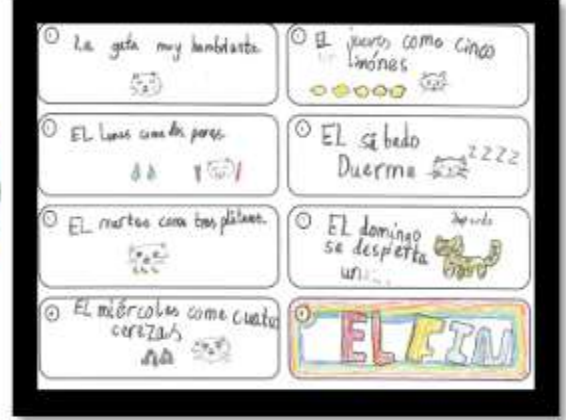 La gata muy hambrienta.
EL Lunes come dos peras.
EL martes come tres plátanos.
EL miércoles come cuatro
cerezas
El jueves come cinco
limónes
EL sábado
Duerme
zzzz
EL domingo
se despierta
un...
EL FIN